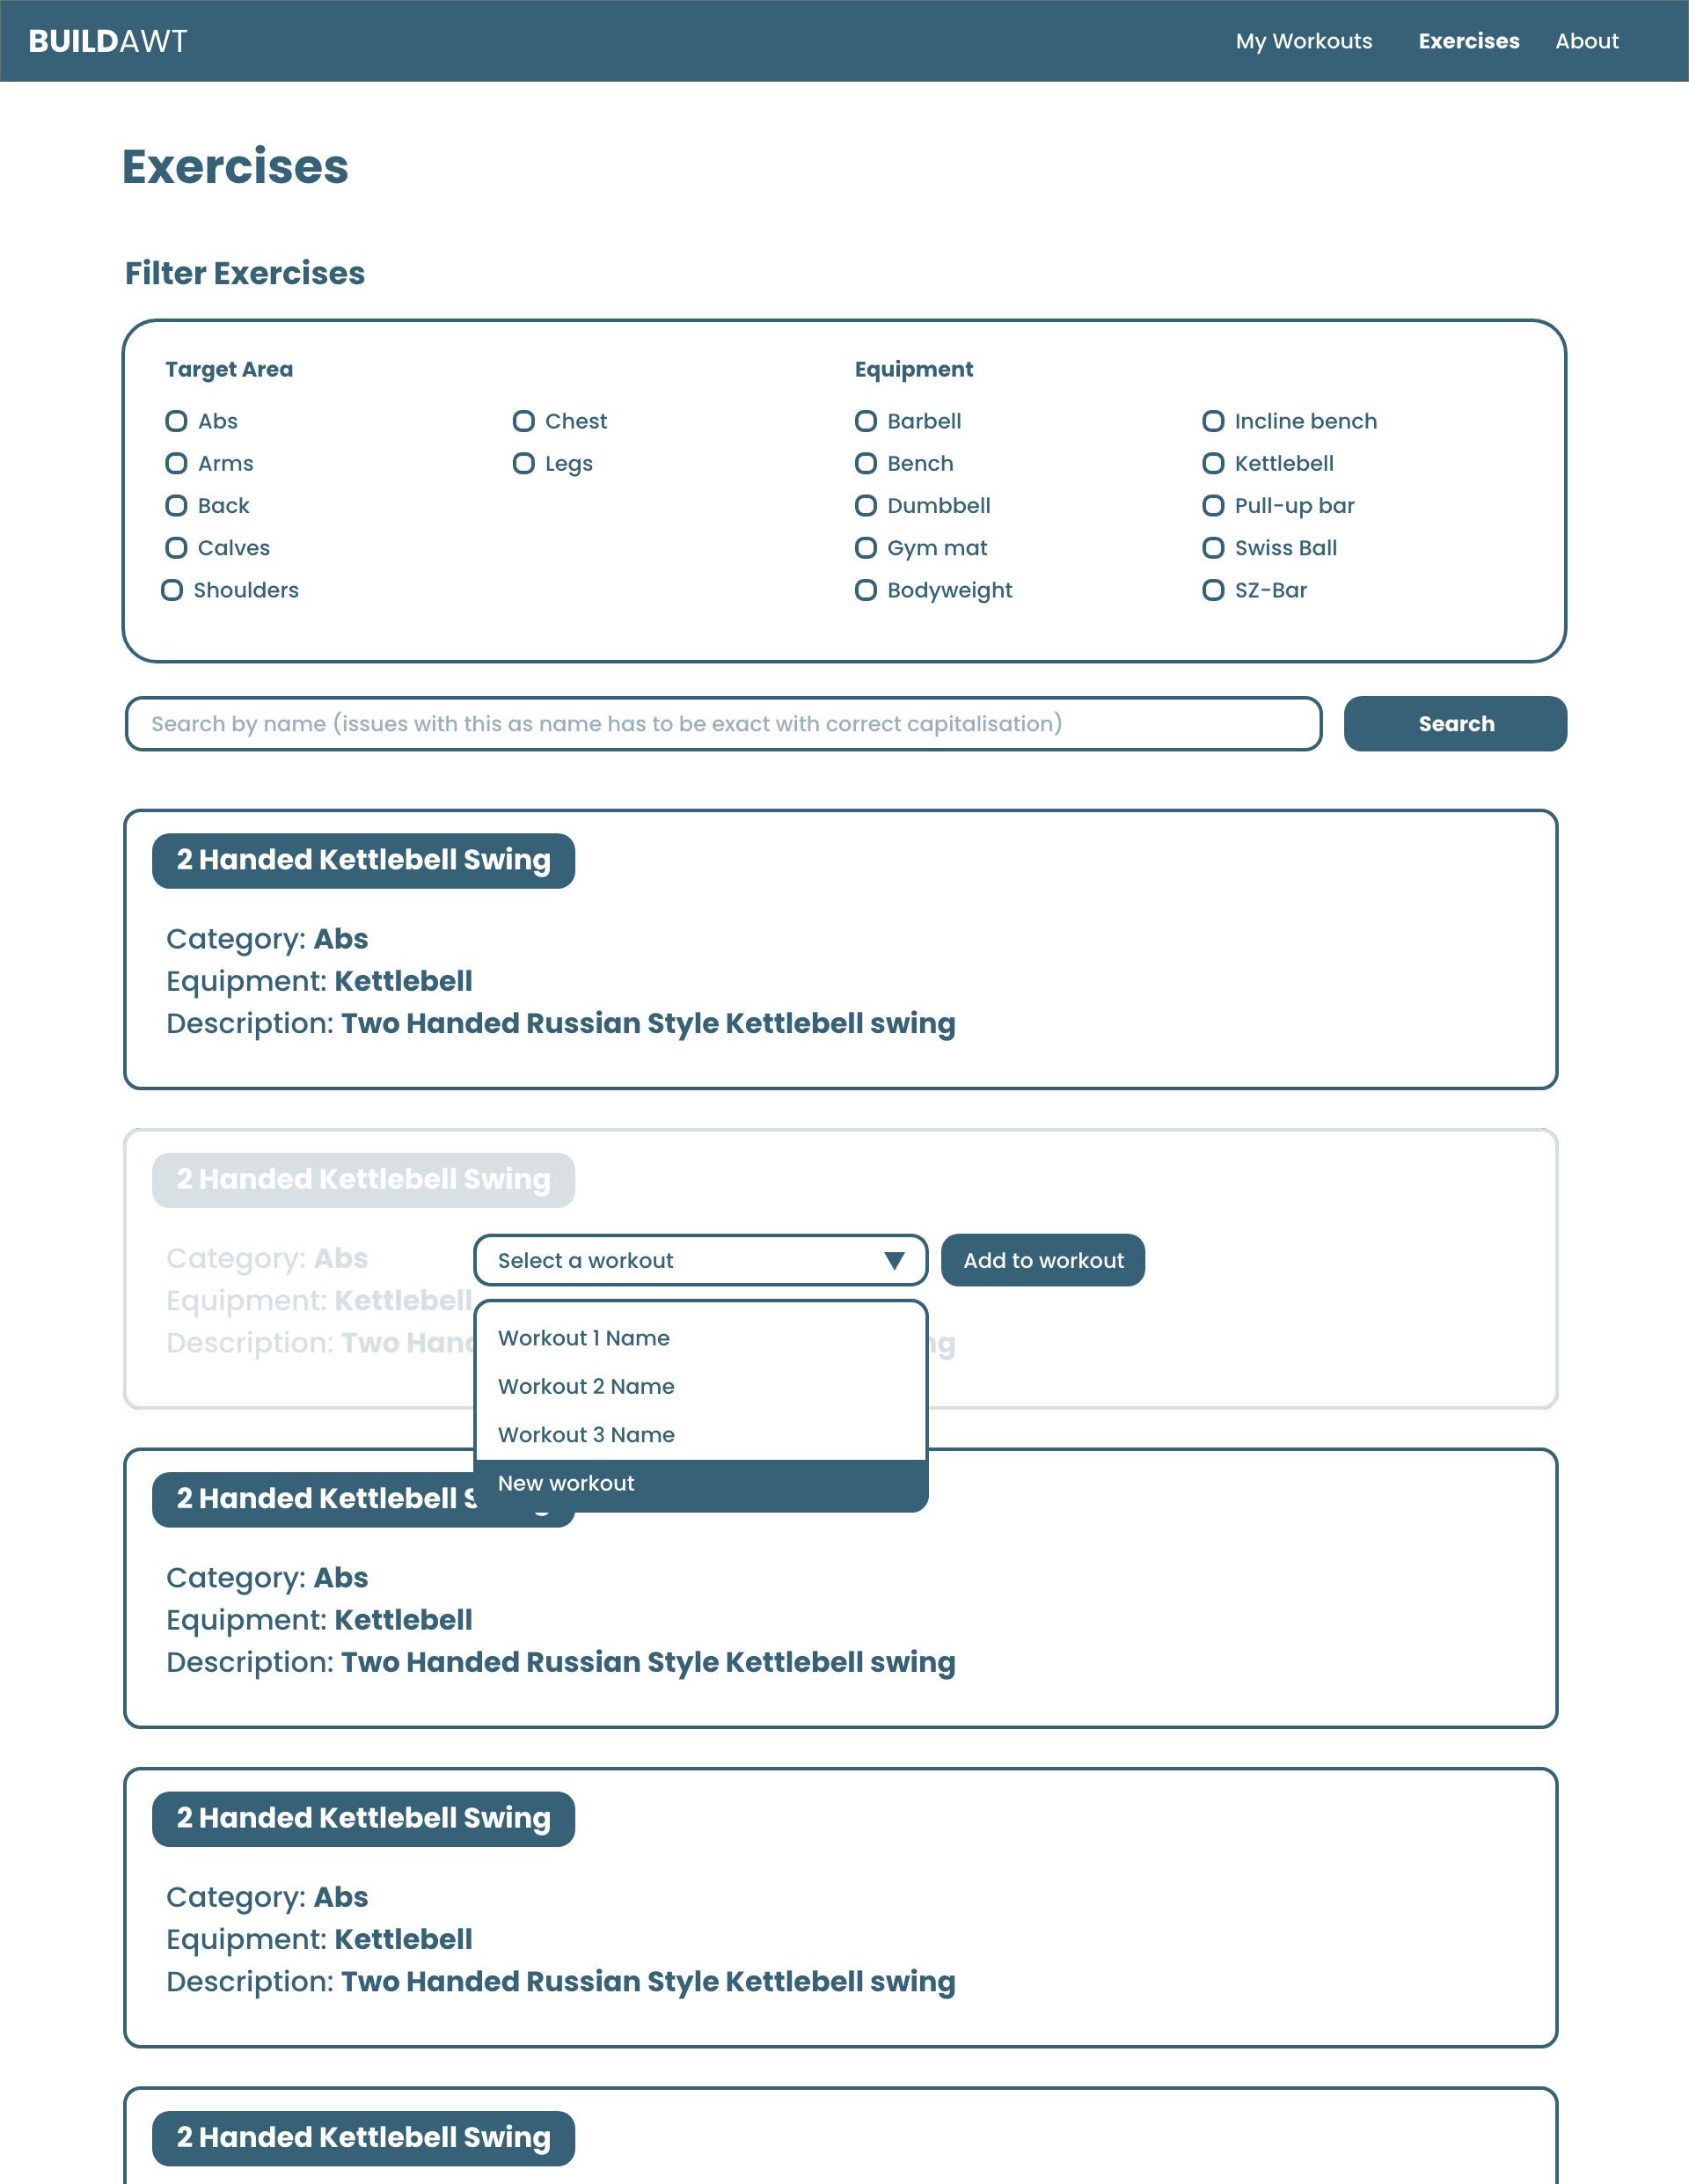 BUILDAWT
My Workouts Exercises About
Exercises
Filter Exercises
Target Area
Equipment
Abs
Chest
Barbell
Incline bench
Arms
Legs
Bench
Kettlebell
Back
Dumbbell
Pull-up bar
Calves
Gym mat
Swiss Ball
Shoulders
Bodyweight
SZ-Bar
Search by name (issues with this as name has to be exact with correct capitalisation)
Search
2 Handed Kettlebell Swing
Category: Abs
Equipment: Kettlebell
Description: Two Handed Russian Style Kettlebell swing
2 Handed Kettlebell Swing
Category: Abs
Select a workout
Add to workout
Equipment: Kettlebell
Description: Two
Workout 1 Name
Workout 2 Name
Workout 3 Name
New workout
2 Handed Kettlebell
Category: Abs
Equipment: Kettlebell
Description: Two Handed Russian Style Kettlebell swing
2 Handed Kettlebell Swing
Category: Abs
Equipment: Kettlebell
Description: Two Handed Russian Style Kettlebell swing
2 Handed Kettlebell Swing